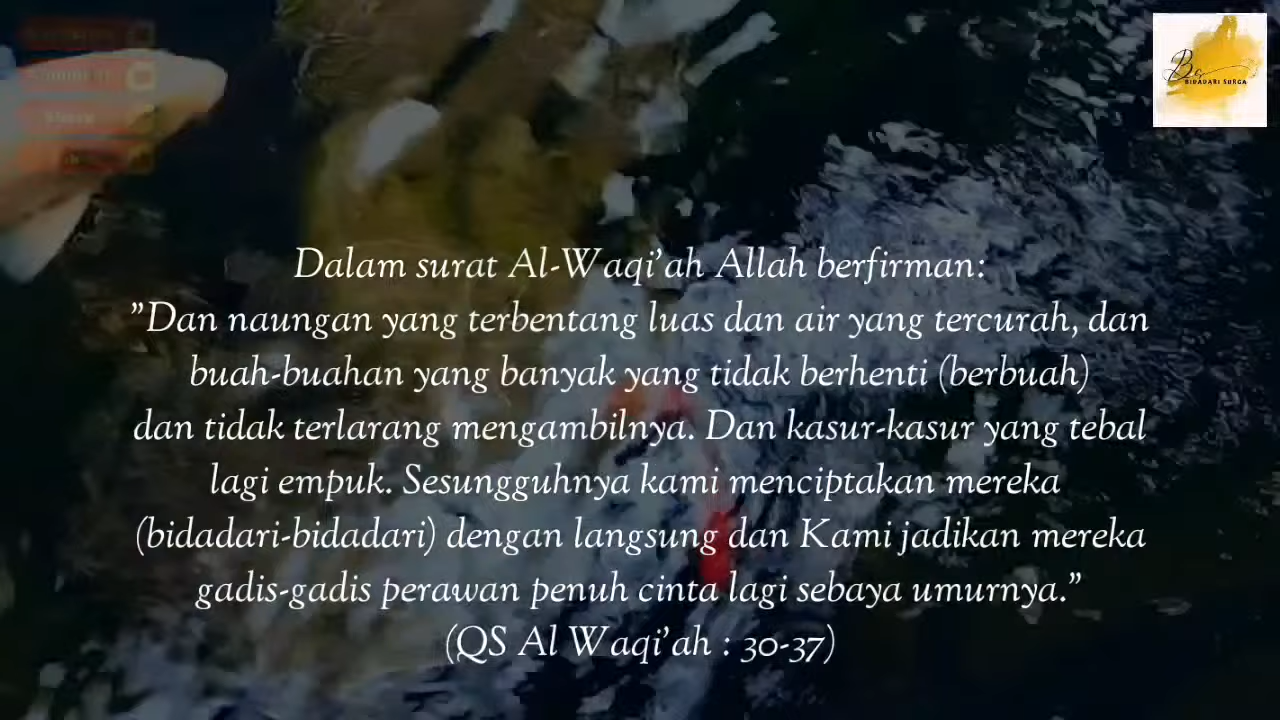 BIDADARI SURGA
Dalam surat Al-Waqi'ah Allah berfirman:
"Dan naungan yang terbentang luas dan air yang tercurah, dan
buah-buahan yang banyak yang tidak berhenti (berbuah)
dan tidak terlarang mengambilnya. Dan kasur-kasur yang tebal
lagi empuk. Sesungguhnya kami menciptakan mereka
(bidadari-bidadari) dengan langsung dan Kami jadikan mereka
gadis-gadis perawan penuh cinta lagi sebaya umurnya."
(QS Al Waqi'ah : 30-37)